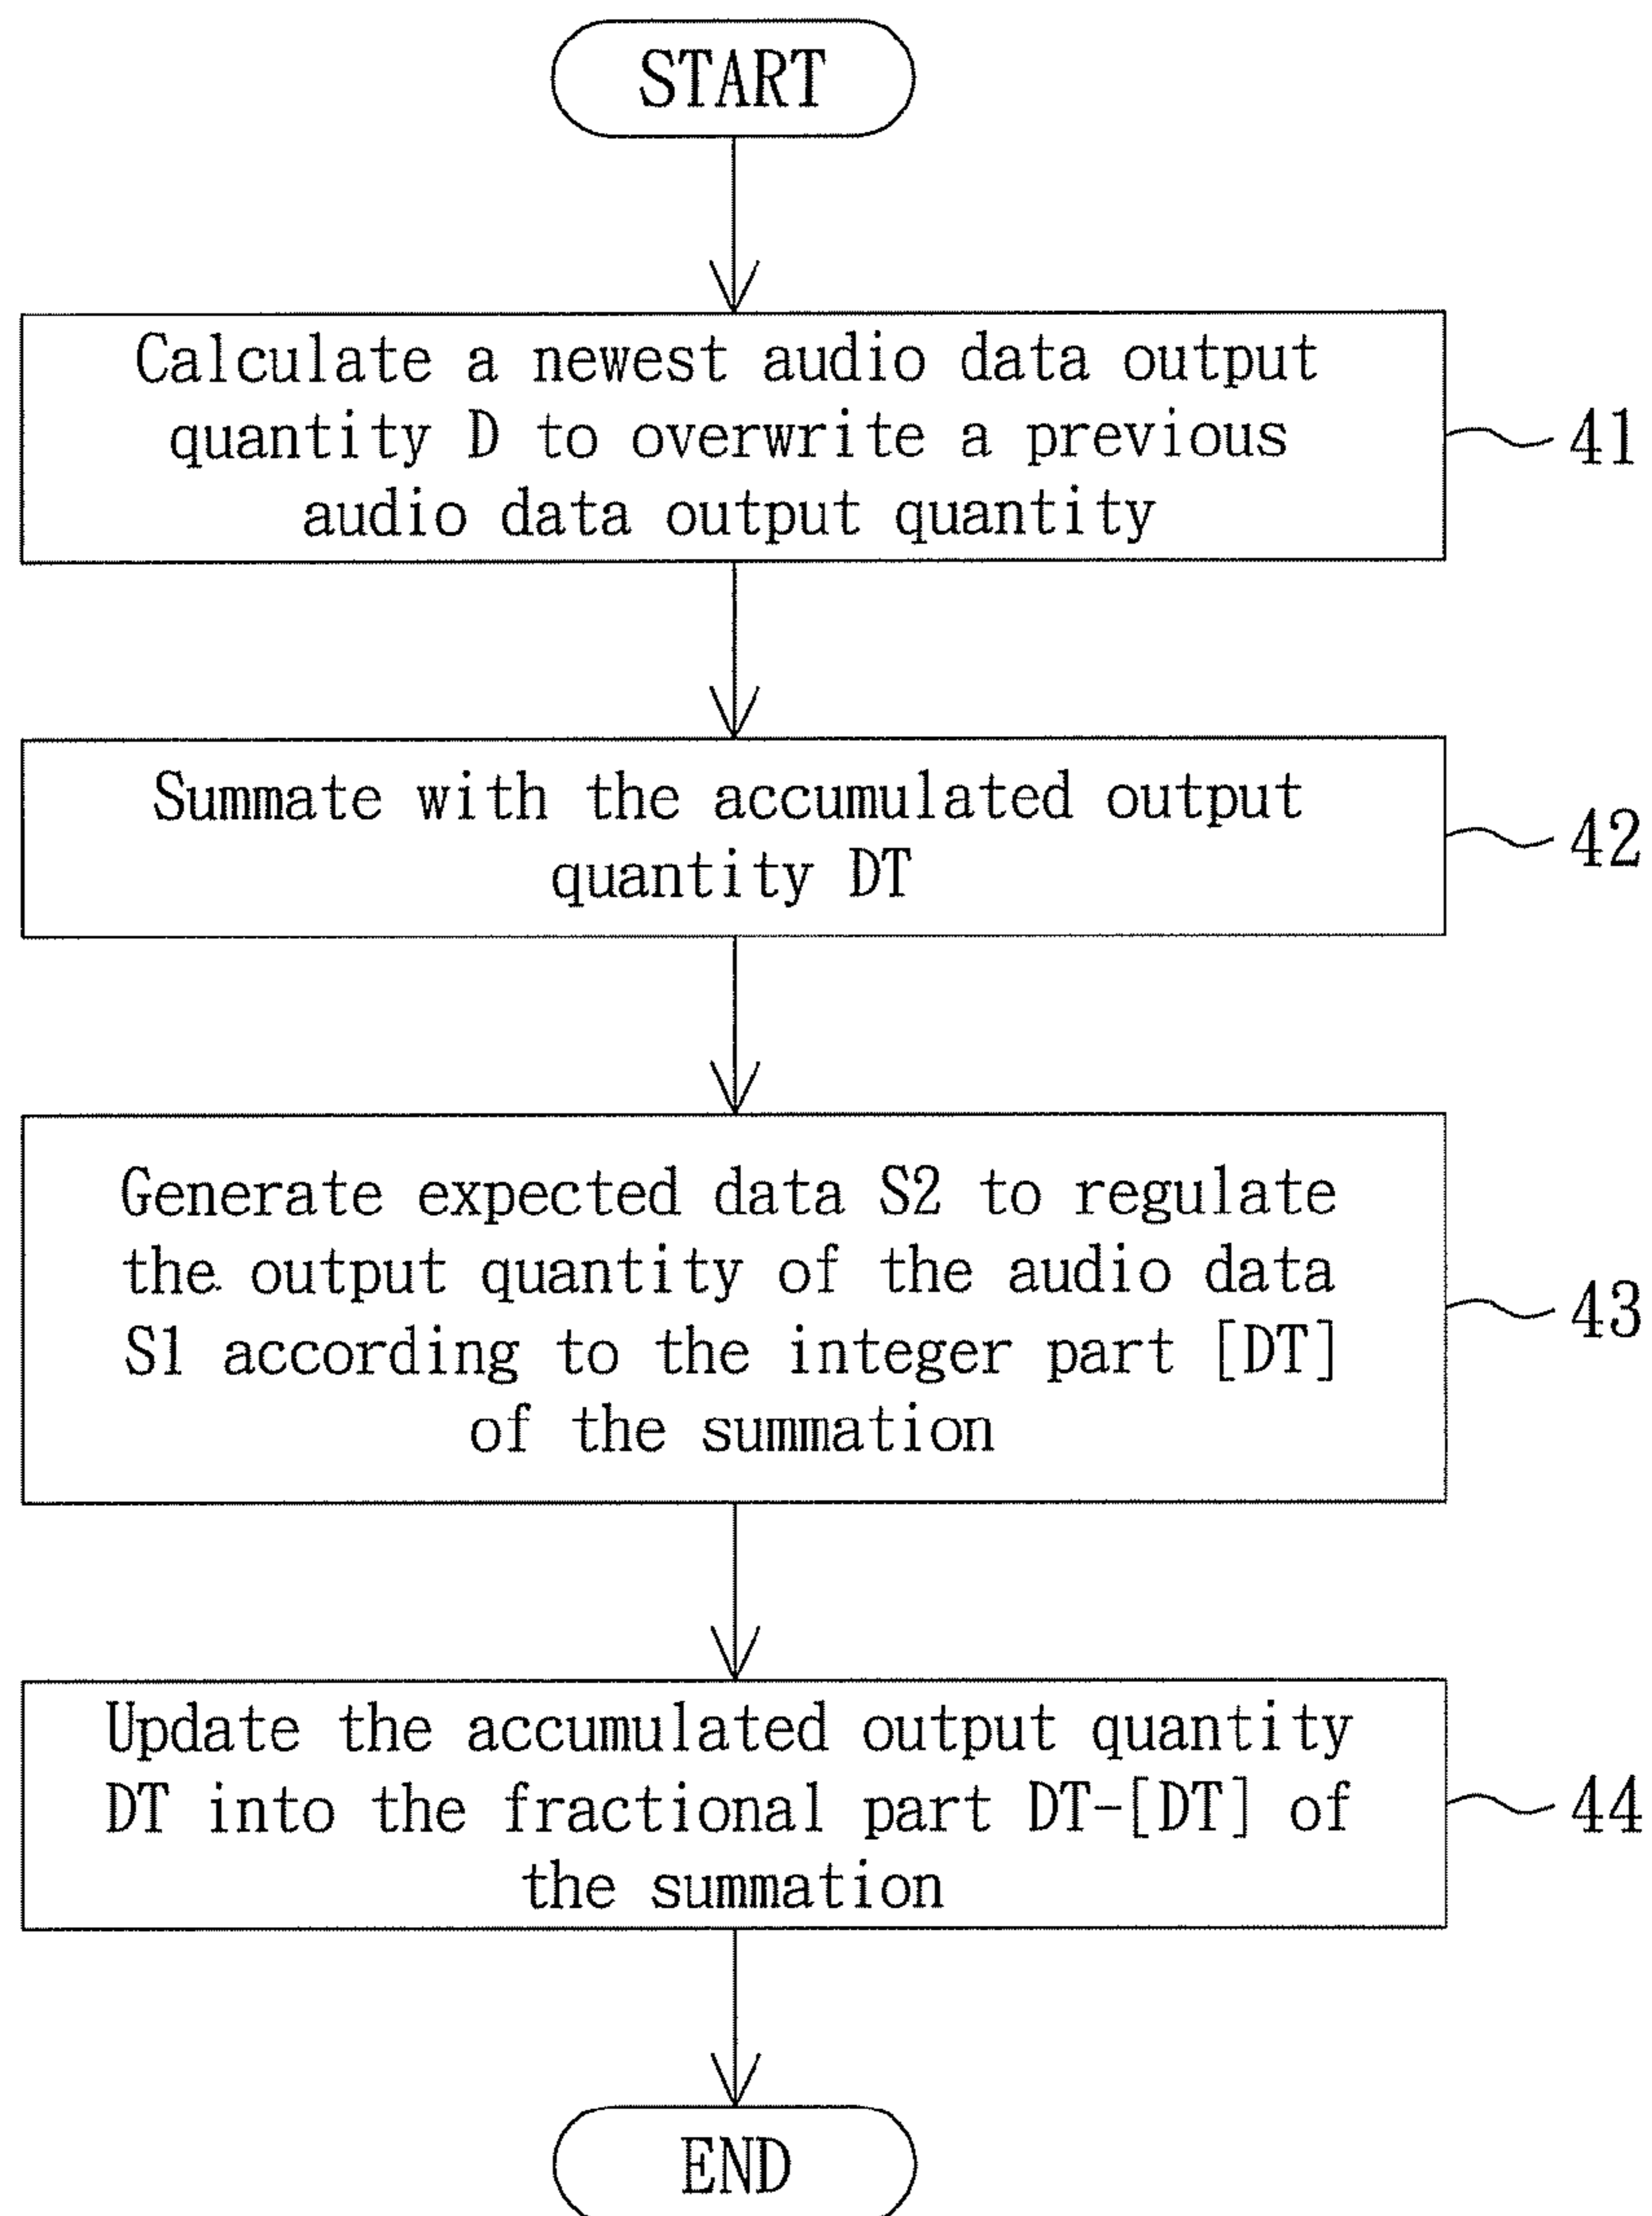 START
Calculate a newest audio data output
quantity D to overwrite a previous
audio data output quantity
41
Summate with the accumulated output
quantity DT
42
Generate expected data S2 to regulate
the output quantity of the audio data
S1 according to the integer part [DT]
of the summation
43
Update the accumulated output quantity
DT into the fractional part DT-[DT] of
the summation
44
END